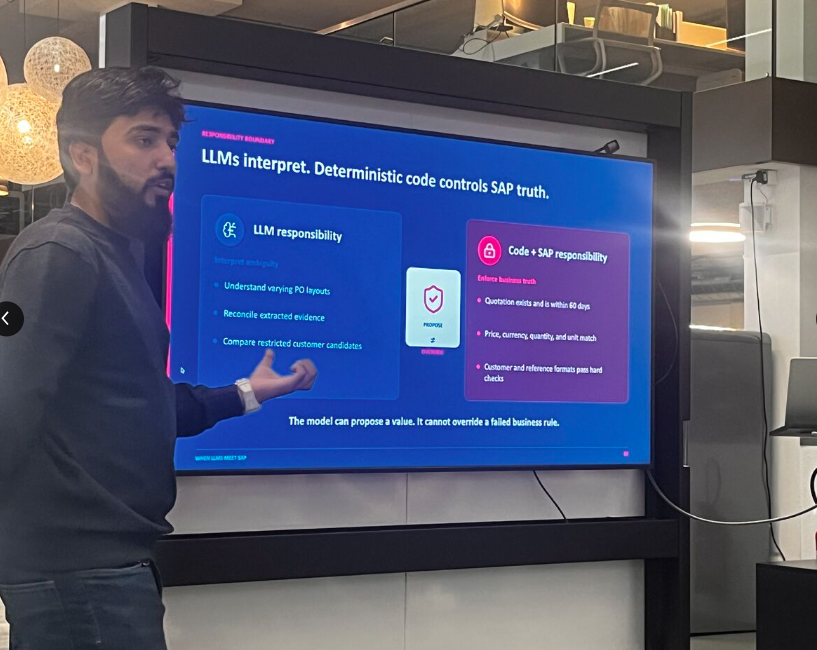 RESPONSIBILITY BOUNDARY
LLMs interpret. Deterministic code controls SAP truth.
LLM responsibility
Interpret ambiguity
Understand varying PO layouts
Reconcile extracted evidence
Compare restricted customer candidates
PROPOSE
Code + SAP responsibility
Enforce business truth
Quotation exists and is within 60 days
Price, currency, quantity, and unit match
Customer and reference formats pass hard
checks
The model can propose a value. It cannot override a failed business rule.
WHEN LLMS MEET SAP